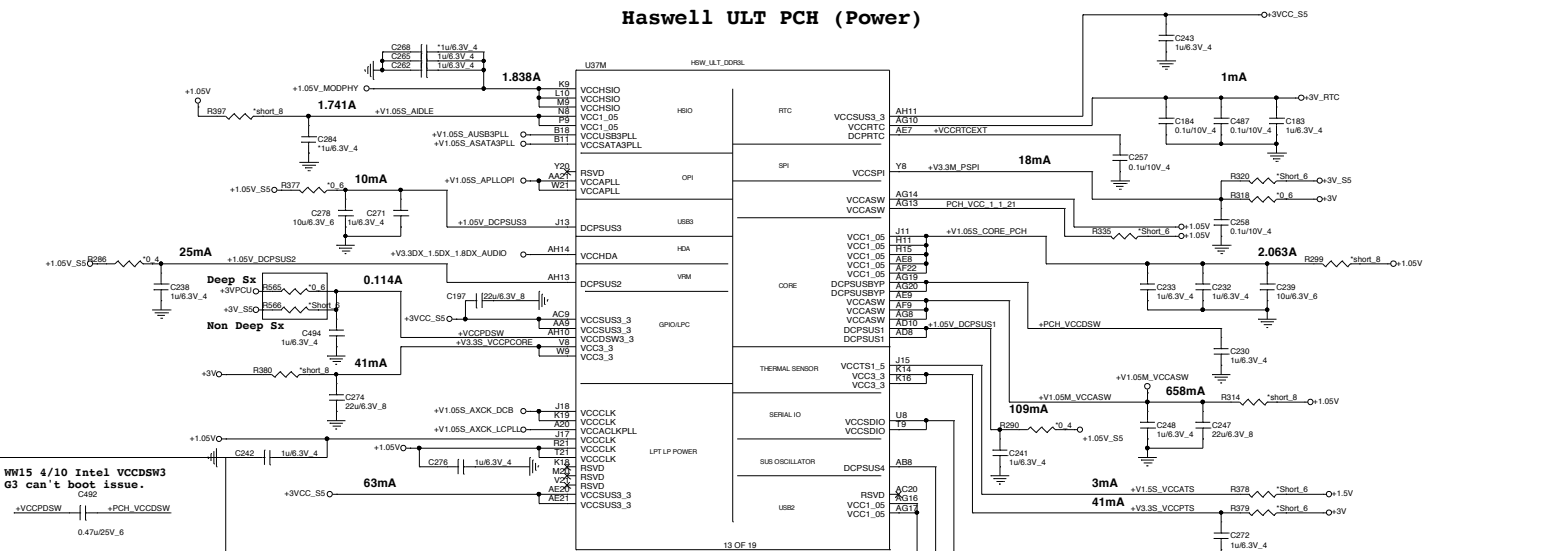 Haswell ULT PCH (Power)
+3VCC_S5
C243
1u/6.3V_4
C268 *1u/6.3V_4
C265 1u/6.3V_4
C262 1u/6.3V_4
U37M
HSW_ULT_DDR3L
+1.05V_MODPHY
1.838A
K9 VCCHSIO
L10 VCCHSIO
M9 VCCHSIO
N8 VCC1_05
P9 VCC1_05
B18 VCCUSB3PLL
B11 VCCSATA3PLL
HSIO
+1.05V
R397 *short_8
1.741A
+V1.05S_AIDLE
C284
*1u/6.3V_4
+V1.05S_AUSB3PLL
+V1.05S_ASATA3PLL
RTC
VCCSUS3_3 AH11
VCCRTC AG10
DCPRTC AE7
+VCCRTCEXT
1mA
+3V_RTC
C184
0.1u/10V_4
C487
0.1u/10V_4
C183
1u/6.3V_4
C257
0.1u/10V_4
Y20 RSVD
AA21 VCCAPLL
W21 VCCAPLL
OPI
+V1.05S_APLLOPI
SPI
VCCSPI Y8
+V3.3M_PSPI
18mA
R320 *Short_6 +3V_S5
R318 *0_6 +3V
C258
0.1u/10V_4
+1.05V_S5
R377 *0_6
10mA
C278
10u/6.3V_6
C271
1u/6.3V_4
+1.05V_DCPSUS3
J13 DCPSUS3
USB3
VCCASW AG14
VCCASW AG13
PCH_VCC_1_1_21
+1.05V
R335 *Short_6 +1.05V
+V3.3DX_1.5DX_1.8DX_AUDIO
AH14 VCCHDA
HDA
+1.05V_S5
R286 *0_4
25mA
+1.05V_DCPSUS2
C238
1u/6.3V_4
AH13 DCPSUS2
VRM
CORE
VCC1_05 J11
VCC1_05 H11
VCC1_05 H15
VCC1_05 AE8
VCC1_05 AF22
DCPSUSBYP AG19
DCPSUSBYP AG20
VCCASW AE9
VCCASW AF9
VCCASW AG8
DCPSUS1 AD10
DCPSUS1 AD8
+V1.05S_CORE_PCH
2.063A
R299 *short_8 +1.05V
C233
1u/6.3V_4
C232
1u/6.3V_4
C239
10u/6.3V_6
+1.05V_DCPSUS1
+PCH_VCCDSW
C230
1u/6.3V_4
Deep Sx
+3VPCU R565 *0_6
+3V_S5 R566 *Short_6
Non Deep Sx
0.114A
C494
1u/6.3V_4
C197 22u/6.3V_8
+3VCC_S5
+VCCPDSW
+V3.3S_VCCPCORE
AC9 VCCSUS3_3
AA9 VCCSUS3_3
AH10 VCCDSW3_3
V8 VCC3_3
W9 VCC3_3
GPIO/LPC
+3V
R380 *short_8
41mA
C274
22u/6.3V_8
THERMAL SENSOR
VCCTS1_5 J15
VCC3_3 K14
VCC3_3 K16
+V1.05M_VCCASW
+V1.05M_VCCASW
658mA
R314 *short_8 +1.05V
C248
1u/6.3V_4
C247
22u/6.3V_8
+V1.05S_AXCK_DCB
+V1.05S_AXCK_LCPLL
J18 VCCCLK
K19 VCCCLK
A20 VCCACLKPLL
J17 VCCCLK
R21 VCCCLK
T21 VCCCLK
K18 RSVD
M20 RSVD
V21 RSVD
AE20 VCCSUS3_3
AE21 VCCSUS3_3
LPT LP POWER
SERIAL IO
VCCSDIO U8
VCCSDIO T9
109mA
R290 *0_4
+1.05V_S5
C241
1u/6.3V_4
+1.05V
C242 1u/6.3V_4
+1.05V
C276 1u/6.3V_4
SUS OSCILLATOR
DCPSUS4 AB8
+3VCC_S5
63mA
USB2
RSVD AC20
VCC1_05 AG16
VCC1_05 AG17
3mA
+V1.5S_VCCATS
R378 *Short_6 +1.5V
41mA
+V3.3S_VCCPTS
R379 *Short_6 +3V
C272
1u/6.3V_4
WW15 4/10 Intel VCCDSW3
G3 can't boot issue.
C492
+VCCPDSW +PCH_VCCDSW
0.47u/25V_6
13 OF 19